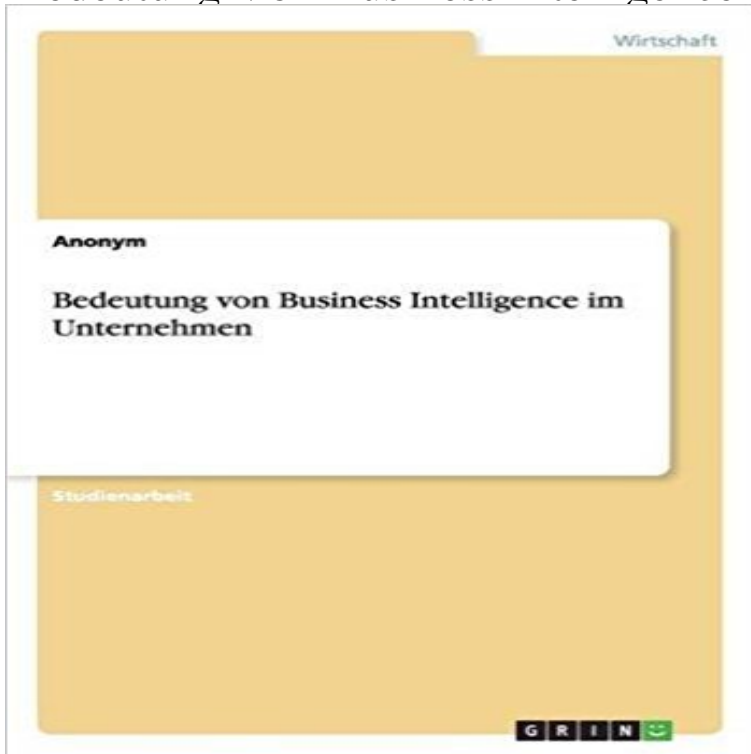 Wirtschaft
Anonym
Bedeutung von Business Intelligence im
Unternehmen
Studienarbeit
GRIN